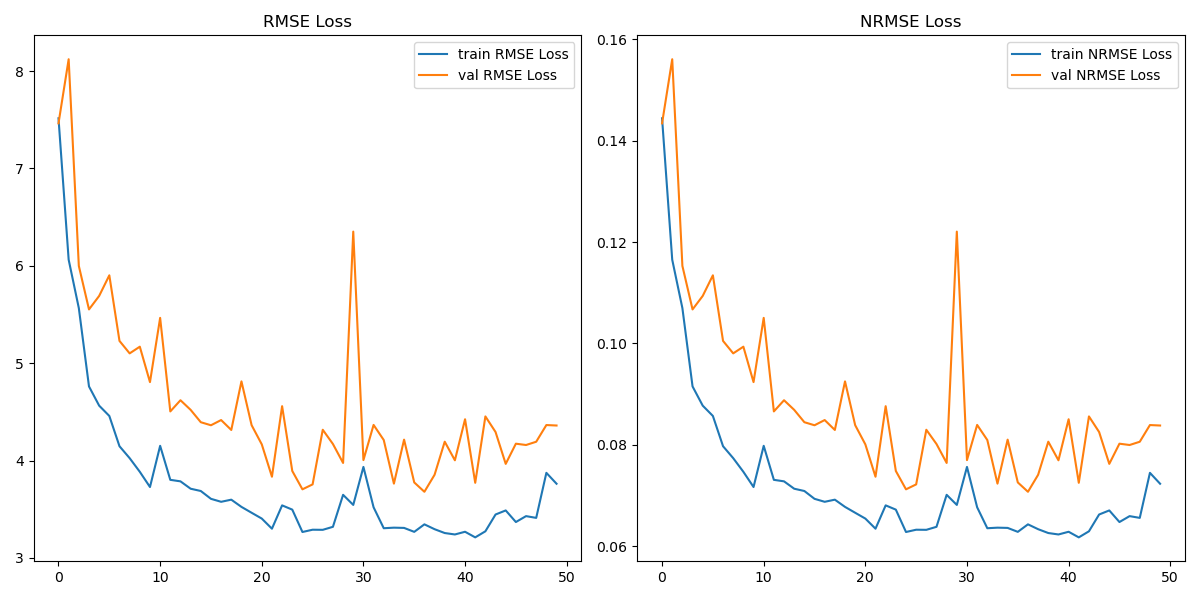 RMSE Loss
train RMSE Loss
val RMSE Loss
8
7
6
5
4
3
0 10 20 30 40 50
NRMSE Loss
train NRMSE Loss
val NRMSE Loss
0.16
0.14
0.12
0.10
0.08
0.06
0 10 20 30 40 50